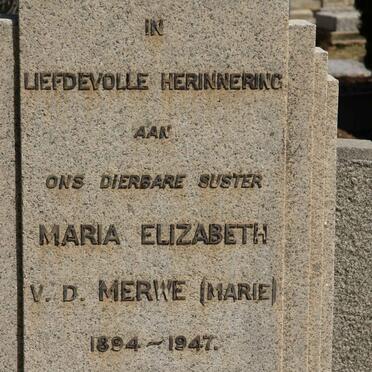 IN
LIEFDEVOLLE HERINNERING
AAN
ONS DIERBARE SUSTER
MARIA ELIZABETH
V. D. MERWE (MARIE)
1894 ~ 1947.